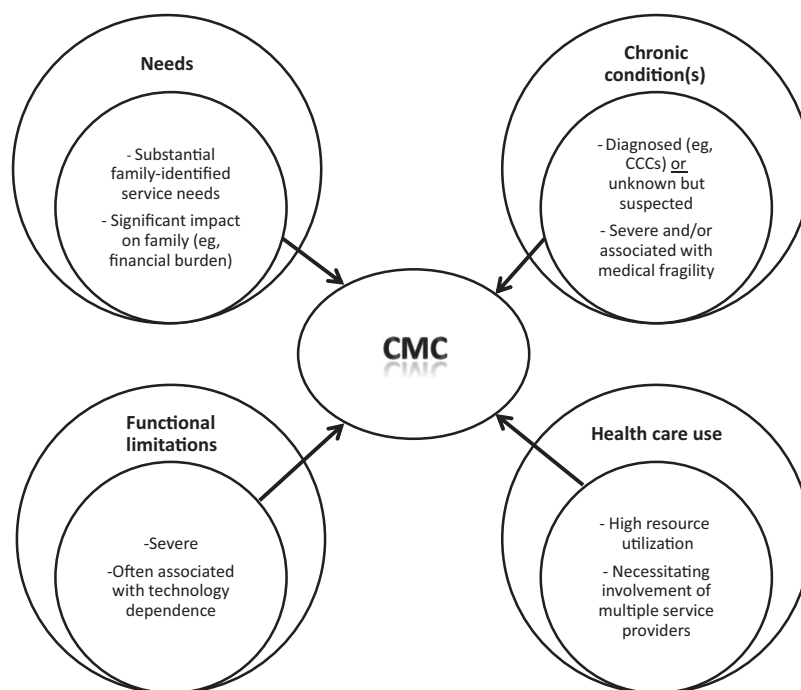 Needs
- Substantial
family-identified
service needs
- Significant impact
on family (eg,
financial burden)
Chronic
condition(s)
- Diagnosed (eg,
CCCs) or
unknown but
suspected
- Severe and/or
associated with
medical fragility
CMC
Functional
limitations
-Severe
-Often associated
with technology
dependence
Health care use
- High resource
utilization
- Necessitating
involvement of
multiple service
providers